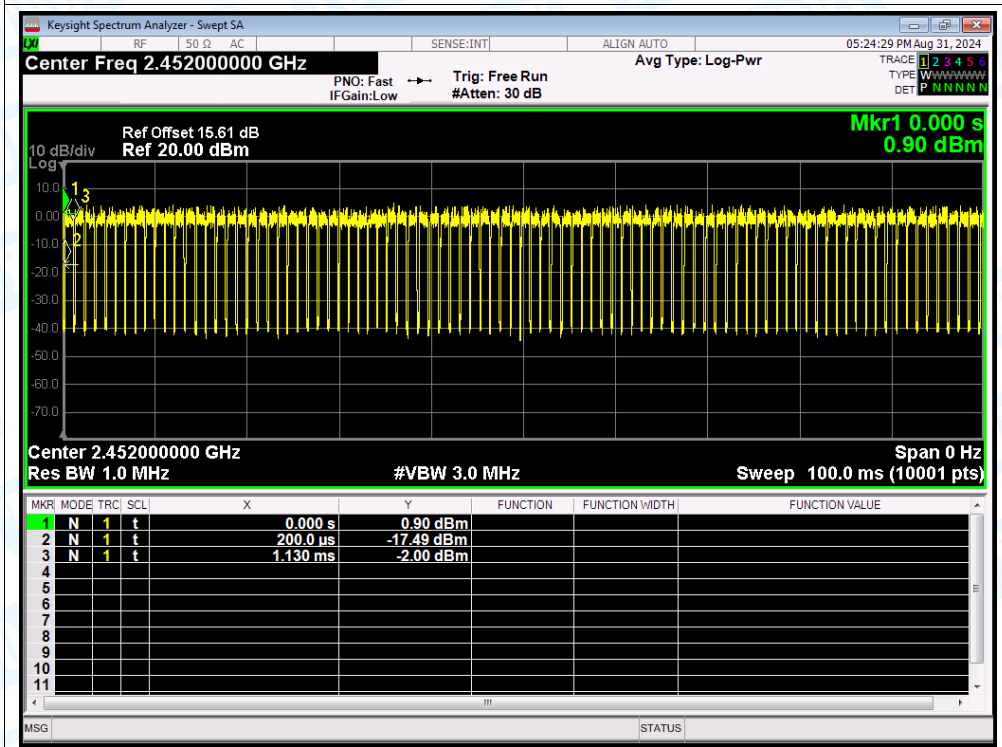 Keysight Spectrum Analyzer - Swept SA
LXI RF 50 Ω AC SENSE:INT ALIGN AUTO 05:24:29 PM Aug 31, 2024
Center Freq 2.452000000 GHz Avg Type: Log-Pwr TRACE 1 2 3 4 5 6
PNO: Fast Trig: Free Run TYPE WWWWWW
IFGain:Low #Atten: 30 dB DET P N N N N N
Mkr1 0.000 s
Ref Offset 15.61 dB
10 dB/div Ref 20.00 dBm 0.90 dBm
Log
10.0
1 3
0.00
2
-10.0
-20.0
-30.0
-40.0
-50.0
-60.0
-70.0
Center 2.452000000 GHz Span 0 Hz
Res BW 1.0 MHz #VBW 3.0 MHz Sweep 100.0 ms (10001 pts)
MKR MODE TRC SCL X Y FUNCTION FUNCTION WIDTH FUNCTION VALUE
1 N 1 t 0.000 s 0.90 dBm
2 N 1 t 200.0 µs -17.49 dBm
3 N 1 t 1.130 ms -2.00 dBm
4
5
6
7
8
9
10
11
MSG STATUS